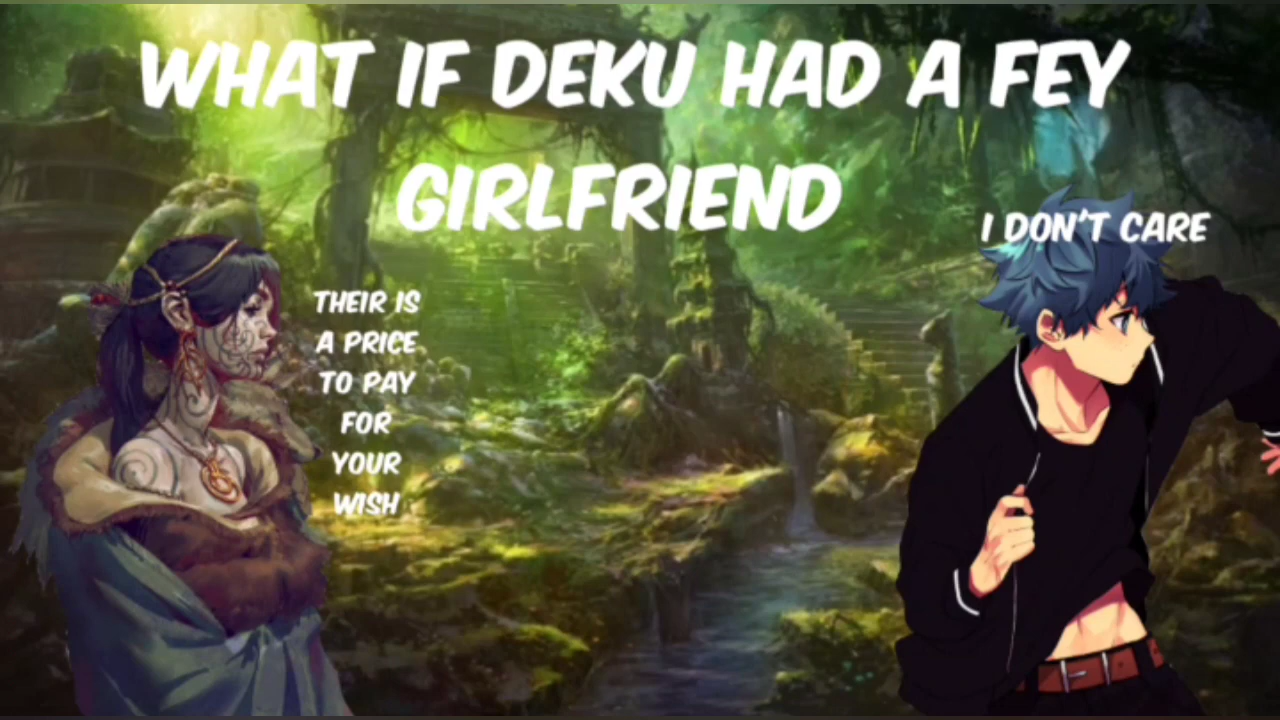 WHAT IF DEKU HAD A FEY
GIRLFRIEND
I DON'T CARE
THEIR IS
A PRICE
TO PAY
FOR
YOUR
WISH